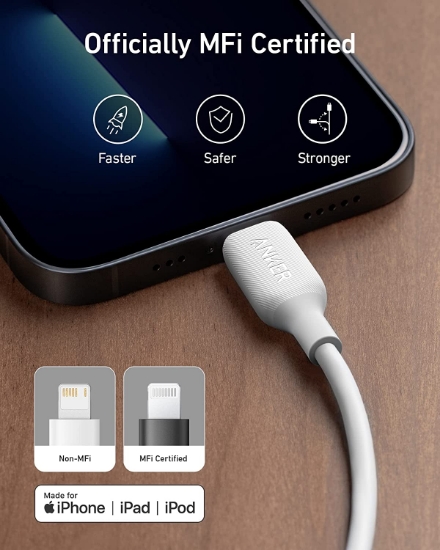 Officially MFi Certified
Faster
Safer
Stronger
ANKER
Non-MFi
MFi Certified
Made for
iPhone | iPad | iPod